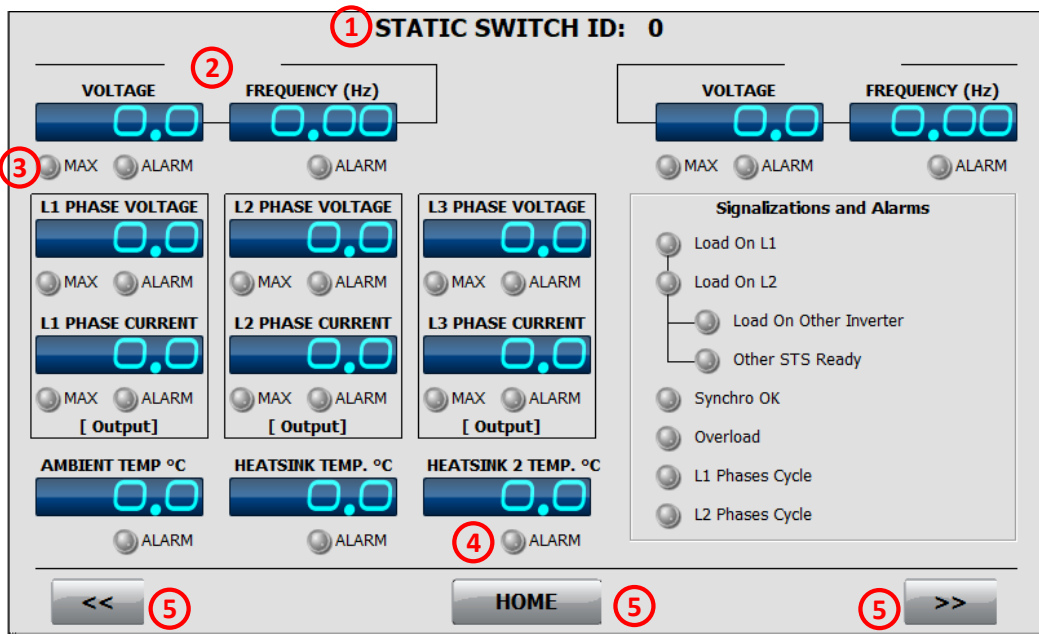 1 STATIC SWITCH ID: 0
2
VOLTAGE FREQUENCY (Hz) VOLTAGE FREQUENCY (Hz)
0.0 0.00 0.0 0.00
3 MAX ALARM ALARM MAX ALARM ALARM
L1 PHASE VOLTAGE L2 PHASE VOLTAGE L3 PHASE VOLTAGE
0.0 0.0 0.0
MAX ALARM MAX ALARM MAX ALARM
L1 PHASE CURRENT L2 PHASE CURRENT L3 PHASE CURRENT
0.0 0.0 0.0
MAX ALARM MAX ALARM MAX ALARM
[ Output] [ Output] [ Output]
AMBIENT TEMP °C HEATSINK TEMP. °C HEATSINK 2 TEMP. °C
0.0 0.0 0.0
ALARM ALARM 4 ALARM
Signalizations and Alarms
Load On L1
Load On L2
Load On Other Inverter
Other STS Ready
Synchro OK
Overload
L1 Phases Cycle
L2 Phases Cycle
<< 5 HOME 5 5 >>